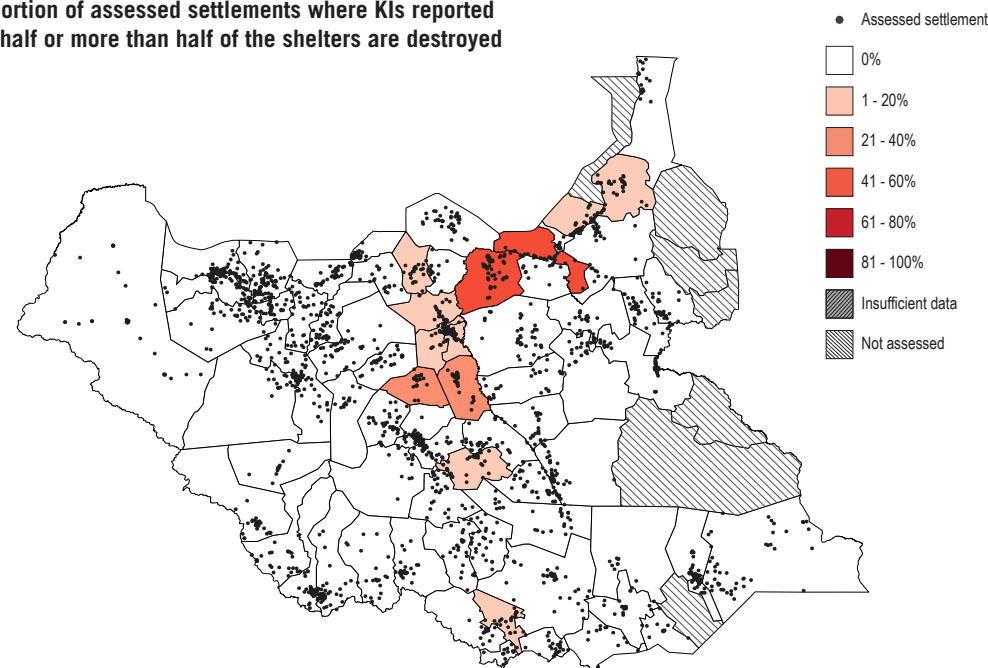 ortion of assessed settlements where KIs reported
half or more than half of the shelters are destroyed
Assessed settlement
0%
1 - 20%
21 - 40%
41 - 60%
61 - 80%
81 - 100%
Insufficient data
Not assessed